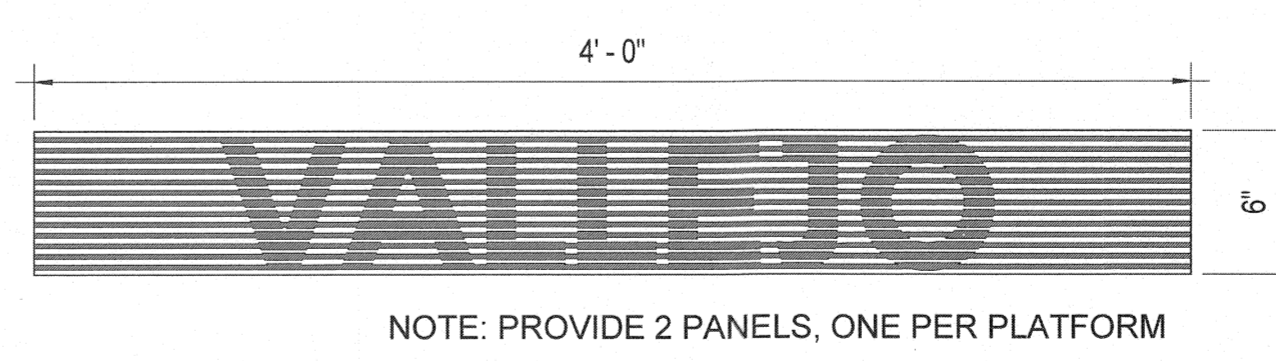 4' - 0"
VALLEJO
6"
NOTE: PROVIDE 2 PANELS, ONE PER PLATFORM